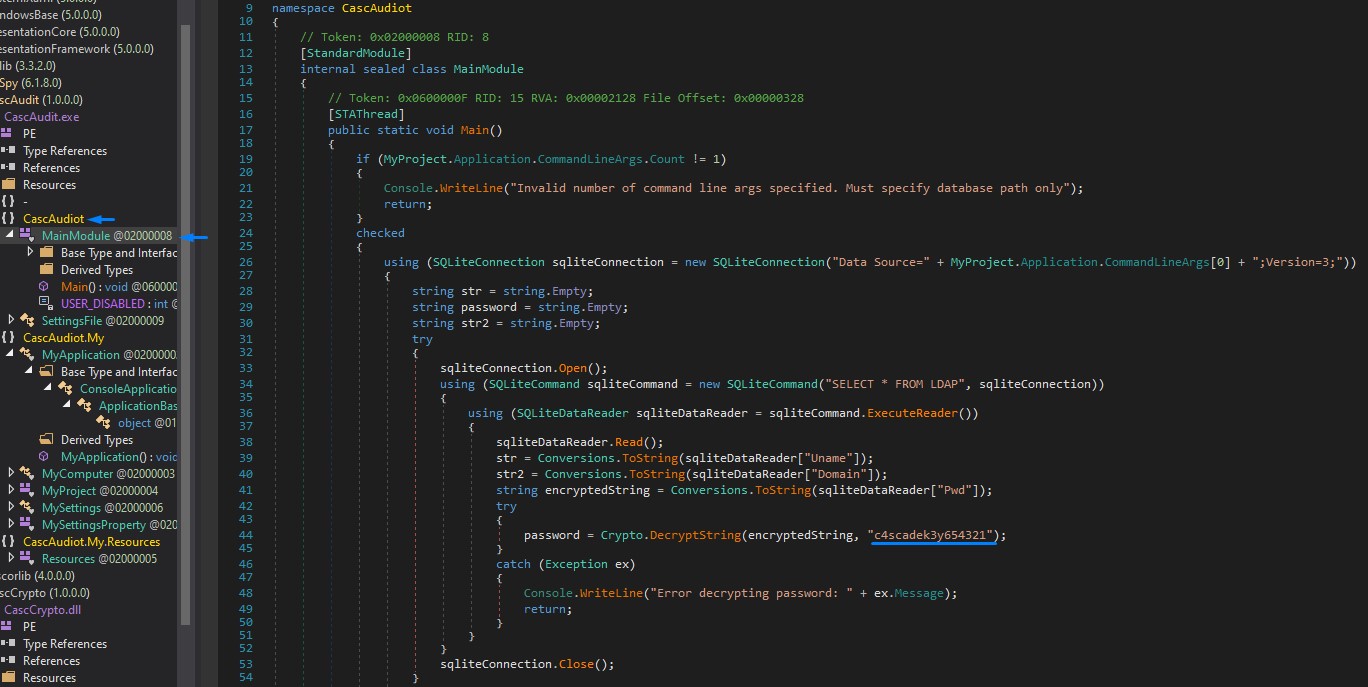 ndowsBase (5.0.0.0)
esentationCore (5.0.0.0)
esentationFramework (5.0.0.0)
lib (3.3.2.0)
Spy (6.1.8.0)
scAudit (1.0.0.0)
CascAudit.exe
PE
Type References
References
Resources
{ } -
{ } CascAudiot
MainModule @02000008
Base Type and Interfac
Derived Types
Main() : void @060000
USER_DISABLED : int @
SettingsFile @02000009
{ } CascAudiot.My
MyApplication @0200000
Base Type and Interfac
ConsoleApplicatio
ApplicationBas
object @01
Derived Types
MyApplication() : void
MyComputer @02000003
MyProject @02000004
MySettings @02000006
MySettingsProperty @020
{ } CascAudiot.My.Resources
Resources @02000005
scorlib (4.0.0.0)
scCrypto (1.0.0.0)
CascCrypto.dll
PE
Type References
References
Resources
9 namespace CascAudiot
10 {
11 // Token: 0x02000008 RID: 8
12 [StandardModule]
13 internal sealed class MainModule
14 {
15 // Token: 0x0600000F RID: 15 RVA: 0x00002128 File Offset: 0x00000328
16 [STAThread]
17 public static void Main()
18 {
19 if (MyProject.Application.CommandLineArgs.Count != 1)
20 {
21 Console.WriteLine("Invalid number of command line args specified. Must specify database path only");
22 return;
23 }
24 checked
25 {
26 using (SQLiteConnection sqliteConnection = new SQLiteConnection("Data Source=" + MyProject.Application.CommandLineArgs[0] + ";Version=3;"))
27 {
28 string str = string.Empty;
29 string password = string.Empty;
30 string str2 = string.Empty;
31 try
32 {
33 sqliteConnection.Open();
34 using (SQLiteCommand sqliteCommand = new SQLiteCommand("SELECT * FROM LDAP", sqliteConnection))
35 {
36 using (SQLiteDataReader sqliteDataReader = sqliteCommand.ExecuteReader())
37 {
38 sqliteDataReader.Read();
39 str = Conversions.ToString(sqliteDataReader["Uname"]);
40 str2 = Conversions.ToString(sqliteDataReader["Domain"]);
41 string encryptedString = Conversions.ToString(sqliteDataReader["Pwd"]);
42 try
43 {
44 password = Crypto.DecryptString(encryptedString, "c4scadek3y654321");
45 }
46 catch (Exception ex)
47 {
48 Console.WriteLine("Error decrypting password: " + ex.Message);
49 return;
50 }
51 }
52 }
53 sqliteConnection.Close();
54 }